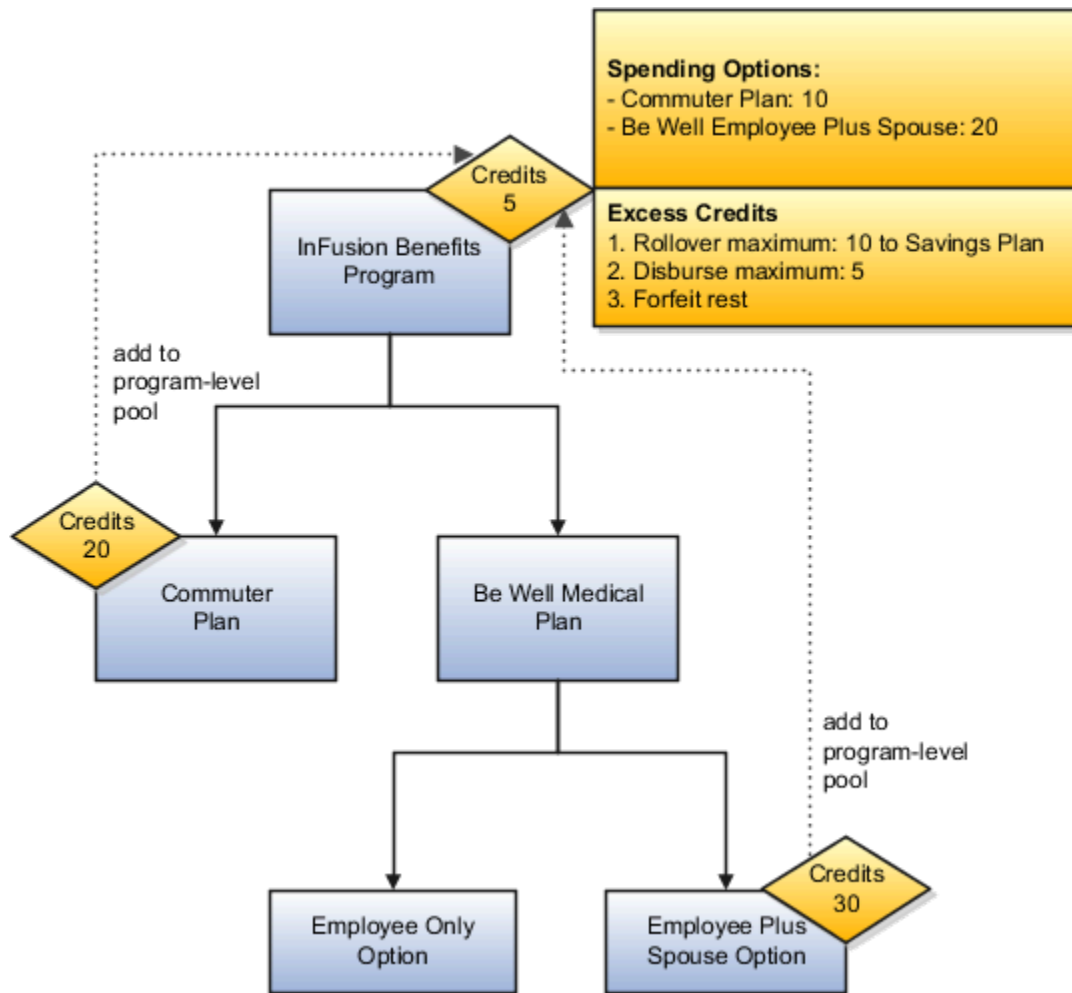 Spending Options:
- Commuter Plan: 10
- Be Well Employee Plus Spouse: 20
Credits
5
Excess Credits
1. Rollover maximum: 10 to Savings Plan
2. Disburse maximum: 5
3. Forfeit rest
InFusion Benefits
Program
add to
program-level
pool
Credits
20
Commuter
Plan
Be Well Medical
Plan
add to
program-level
pool
Credits
30
Employee Only
Option
Employee Plus
Spouse Option